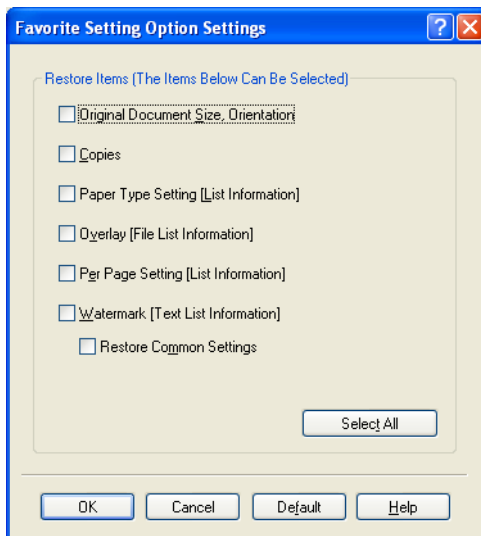 Favorite Setting Option Settings
Restore Items (The Items Below Can Be Selected)
Original Document Size, Orientation
Copies
Paper Type Setting [List Information]
Overlay [File List Information]
Per Page Setting [List Information]
Watermark [Text List Information]
Restore Common Settings
Select All
OK Cancel Default Help